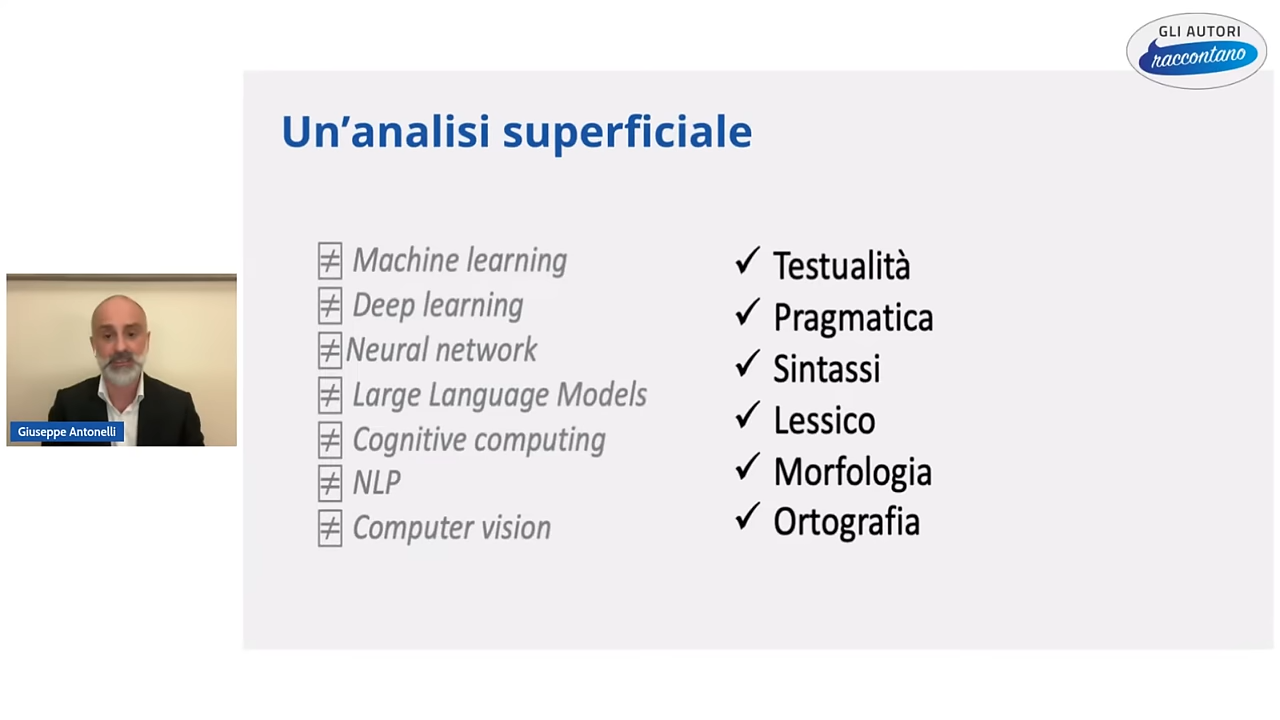 GLI AUTORI
raccontano
Un’analisi superficiale
≠ Machine learning
≠ Deep learning
≠ Neural network
≠ Large Language Models
≠ Cognitive computing
≠ NLP
≠ Computer vision
✓ Testualità
✓ Pragmatica
✓ Sintassi
✓ Lessico
✓ Morfologia
✓ Ortografia
Giuseppe Antonelli